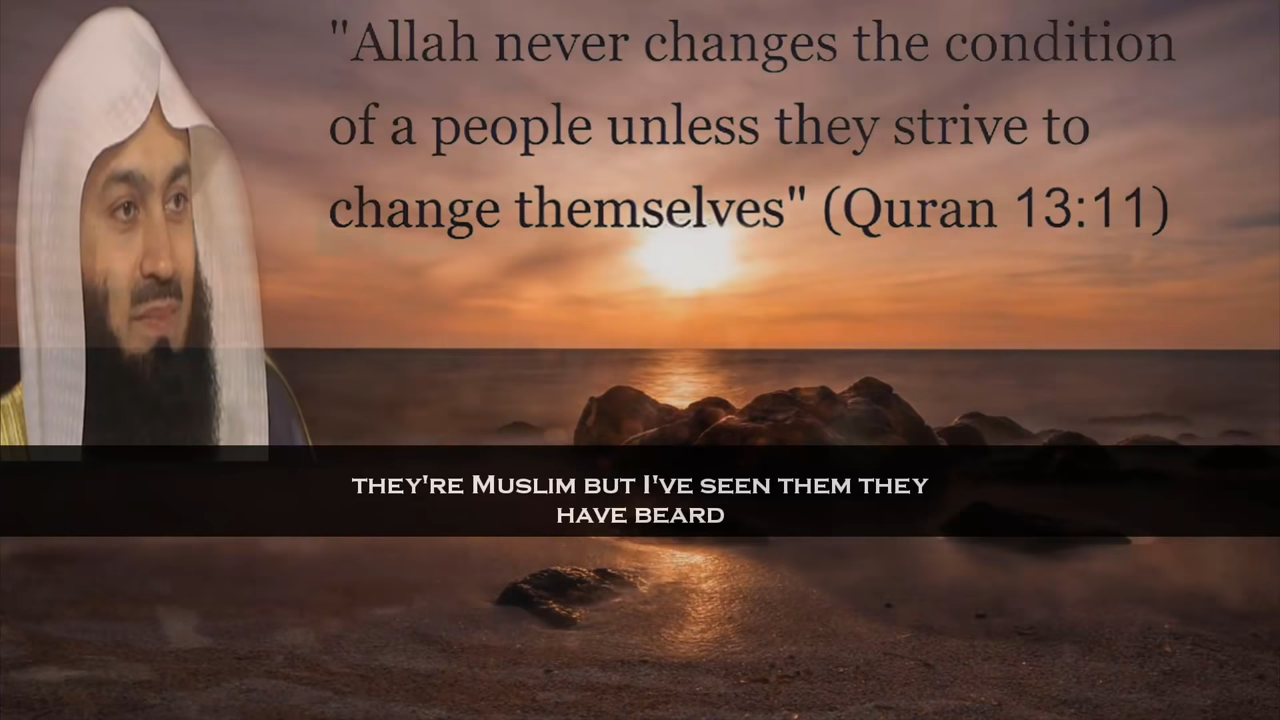 "Allah never changes the condition
of a people unless they strive to
change themselves" (Quran 13:11)
THEY'RE MUSLIM BUT I'VE SEEN THEM THEY
HAVE BEARD